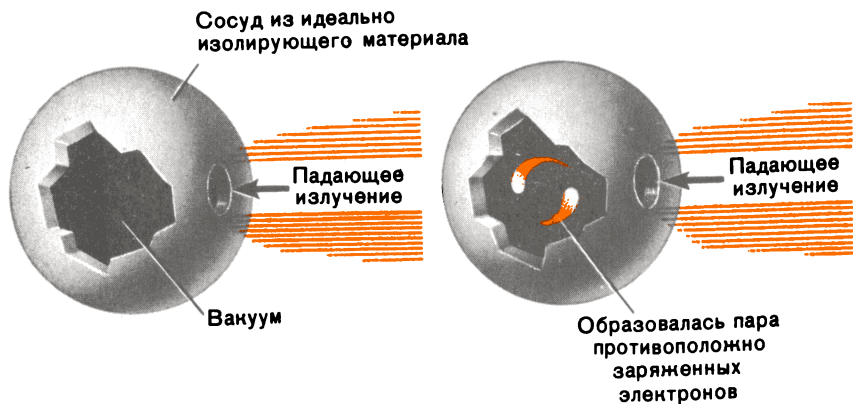 Сосуд из идеально
изолирующего материала
Падающее
излучение
Вакуум
Падающее
излучение
Образовалась пара
противоположно
заряженных
электронов